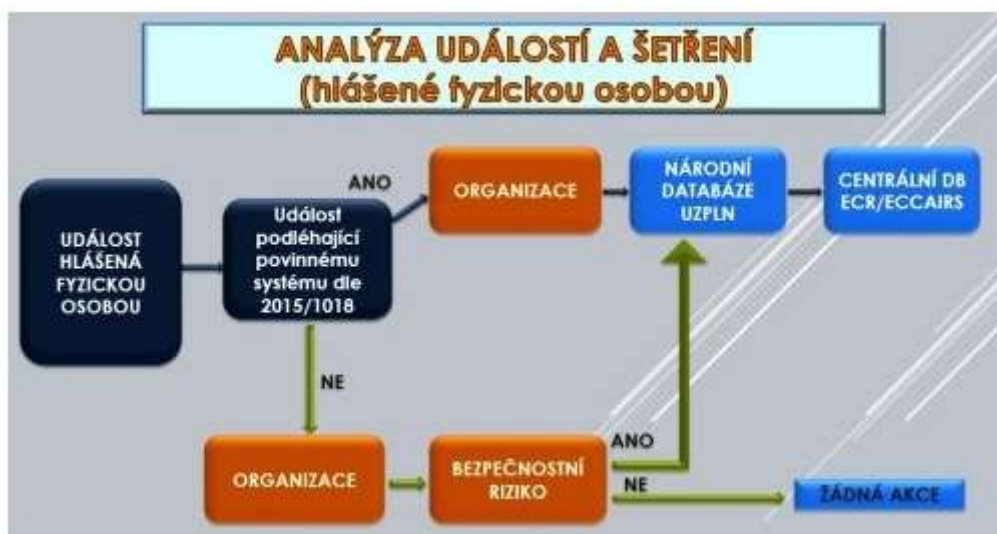 ANALÝZA UDÁLOSTÍ A ŠETŘENÍ
(hlášené fyzickou osobou)
UDÁLOST
HLÁŠENÁ
FYZICKOU
OSOBOU
Událost
podléhající
povinnému
systému dle
2015/1018
ANO
ORGANIZACE
NÁRODNÍ
DATABÁZE
UZPLN
CENTRÁLNÍ DB
ECR/ECCAIRS
NE
ORGANIZACE
BEZPEČNOSTNÍ
RIZIKO
ANO
NE
ŽÁDNÁ AKCE